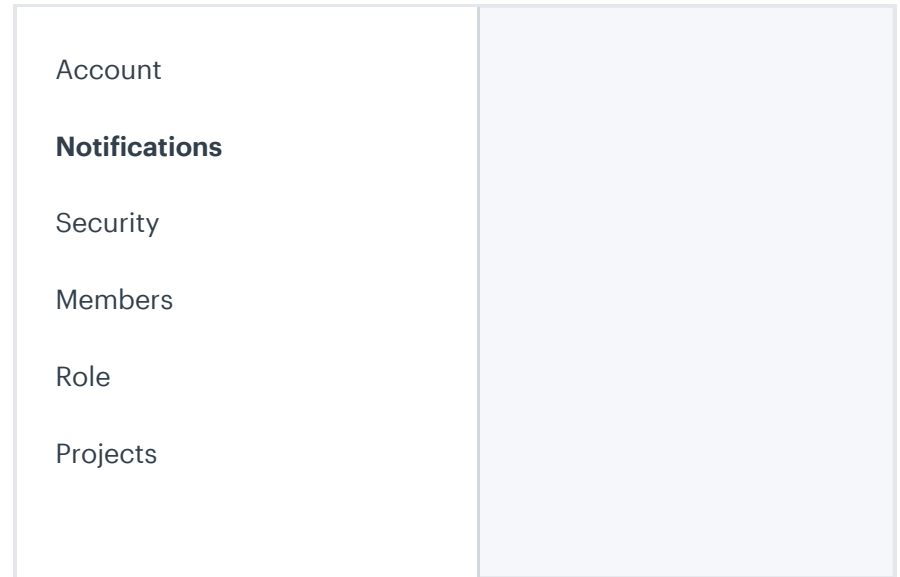 Account
Notifications
Security
Members
Role
Projects